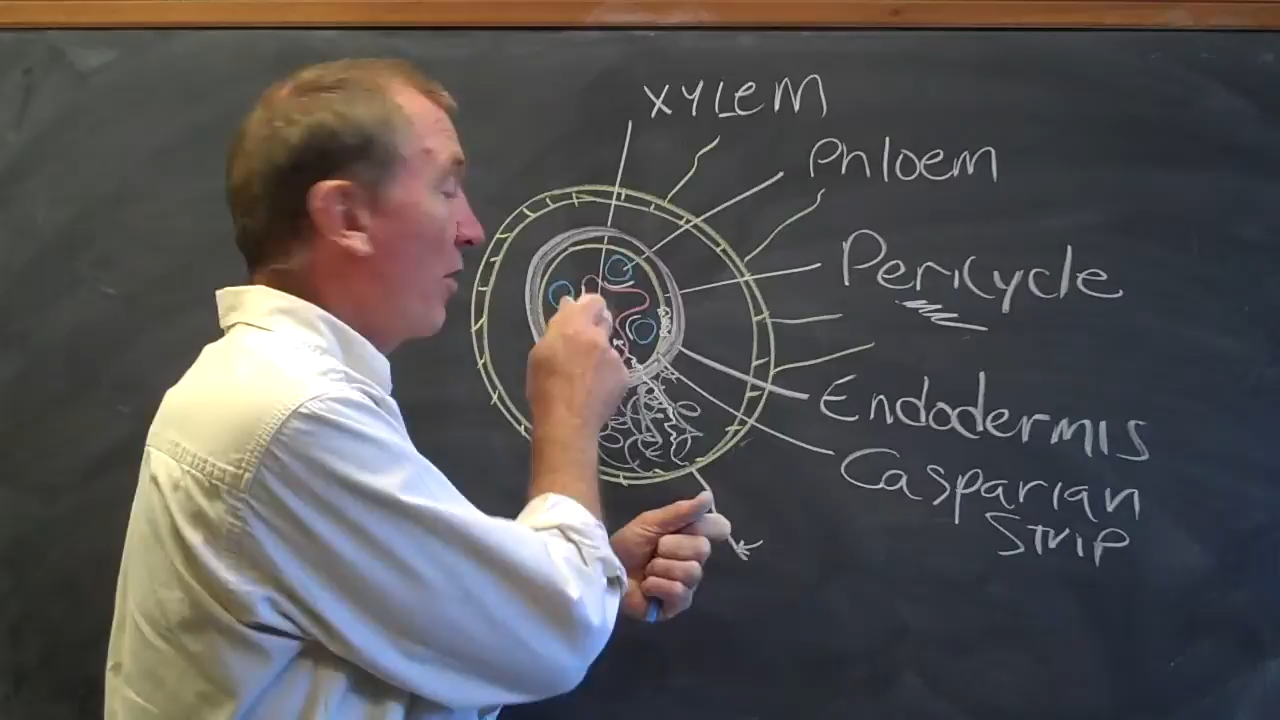 XYLEM
Phloem
Pericycle
Endodermis
Casparian
Strip